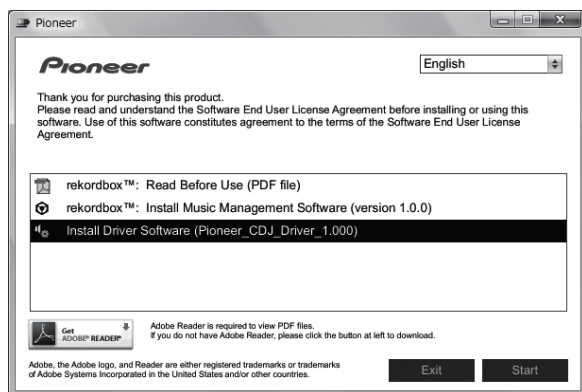 Pioneer
Pioneer
English
Thank you for purchasing this product.
Please read and understand the Software End User License Agreement before installing or using this
software. Use of this software constitutes agreement to the terms of the Software End User License
Agreement.
rekordbox™: Read Before Use (PDF file)
rekordbox™: Install Music Management Software (version 1.0.0)
Install Driver Software (Pioneer_CDJ_Driver_1.000)
Get
ADOBE® READER®
Adobe Reader is required to view PDF files.
If you do not have Adobe Reader, please click the button at left to download.
Adobe, the Adobe logo, and Reader are either registered trademarks or trademarks
of Adobe Systems Incorporated in the United States and/or other countries.
Exit
Start